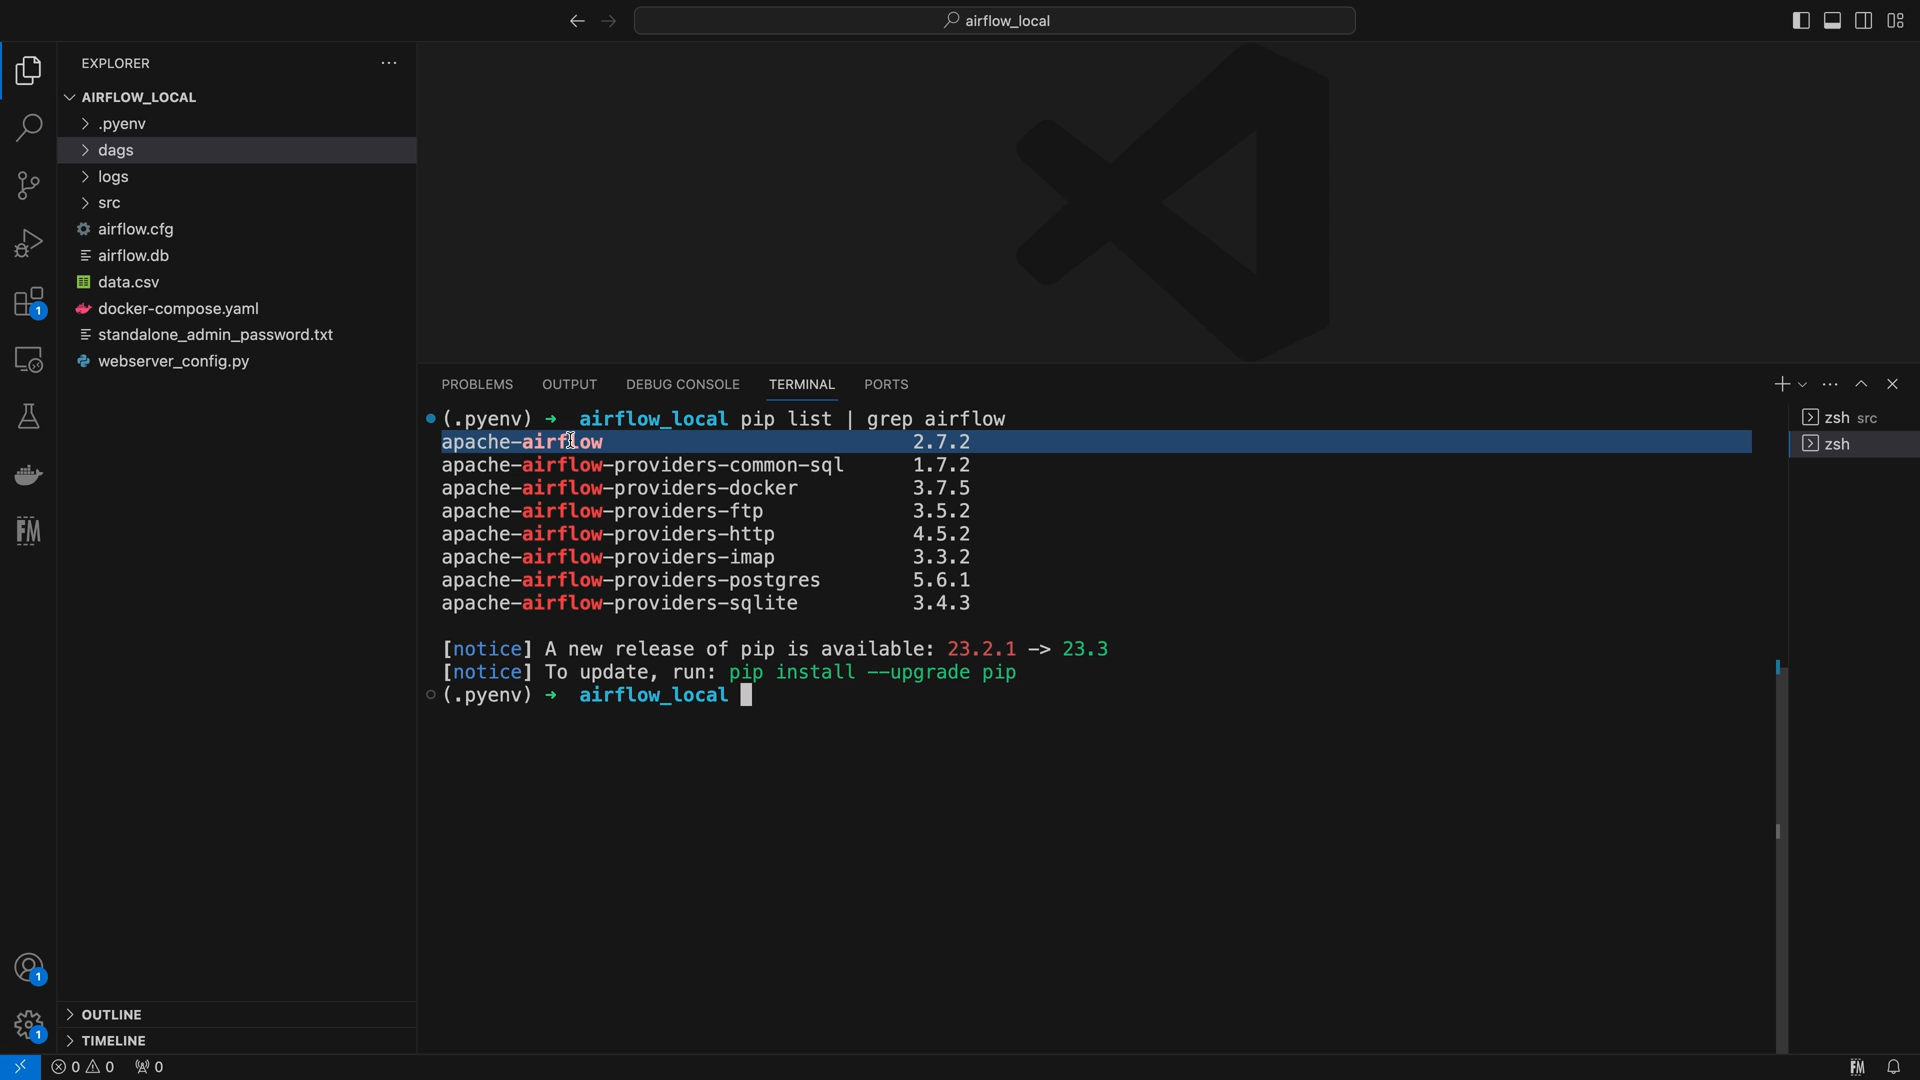 airflow_local
EXPLORER
AIRFLOW_LOCAL
.pyenv
dags
logs
src
airflow.cfg
airflow.db
data.csv
docker-compose.yaml
standalone_admin_password.txt
webserver_config.py
OUTLINE
TIMELINE
PROBLEMS OUTPUT DEBUG CONSOLE TERMINAL PORTS
(.pyenv) ➜ airflow_local pip list | grep airflow
apache-airflow 2.7.2
apache-airflow-providers-common-sql 1.7.2
apache-airflow-providers-docker 3.7.5
apache-airflow-providers-ftp 3.5.2
apache-airflow-providers-http 4.5.2
apache-airflow-providers-imap 3.3.2
apache-airflow-providers-postgres 5.6.1
apache-airflow-providers-sqlite 3.4.3
[notice] A new release of pip is available: 23.2.1 -> 23.3
[notice] To update, run: pip install --upgrade pip
(.pyenv) ➜ airflow_local
zsh src
zsh
1
FM
1
1
0 0 0
FM